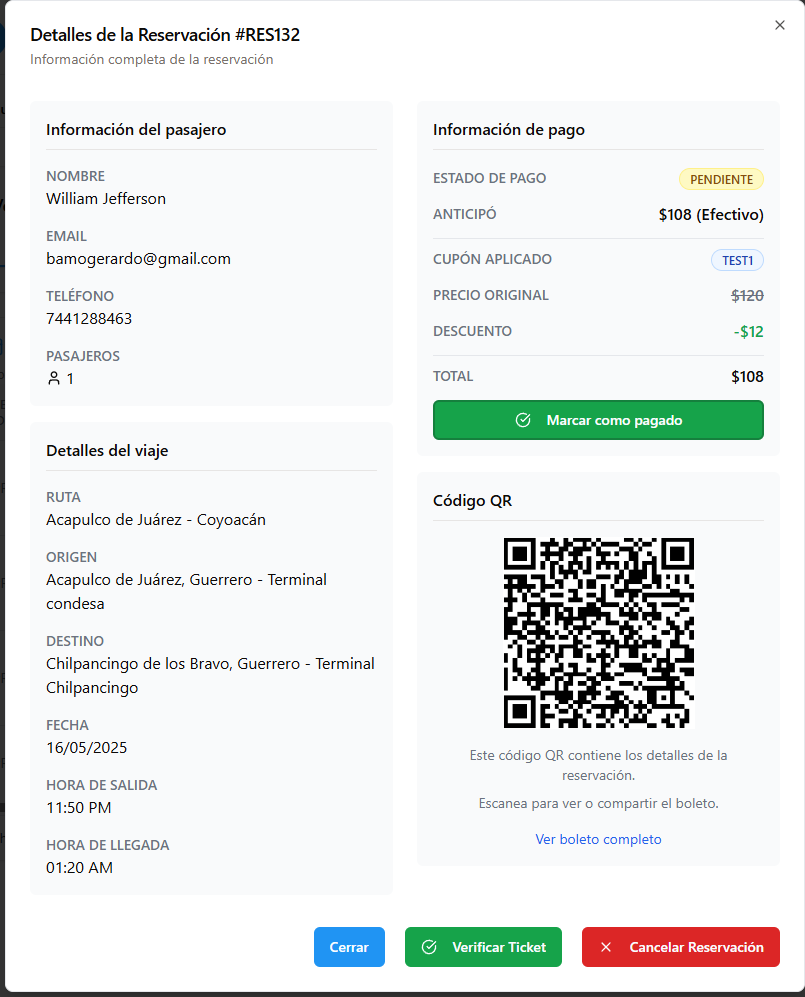 Detalles de la Reservación #RES132
Información completa de la reservación
Información del pasajero
NOMBRE
William Jefferson
EMAIL
bamogerardo@gmail.com
TELÉFONO
7441288463
PASAJEROS
1
Detalles del viaje
RUTA
Acapulco de Juárez - Coyoacán
ORIGEN
Acapulco de Juárez, Guerrero - Terminal
condesa
DESTINO
Chilpancingo de los Bravo, Guerrero - Terminal
Chilpancingo
FECHA
16/05/2025
HORA DE SALIDA
11:50 PM
HORA DE LLEGADA
01:20 AM
Información de pago
ESTADO DE PAGO PENDIENTE
ANTICIPÓ $108 (Efectivo)
CUPÓN APLICADO TEST1
PRECIO ORIGINAL $120
DESCUENTO -$12
TOTAL $108
Marcar como pagado
Código QR
Este código QR contiene los detalles de la
reservación.
Escanea para ver o compartir el boleto.
Ver boleto completo
Cerrar
Verificar Ticket
Cancelar Reservación